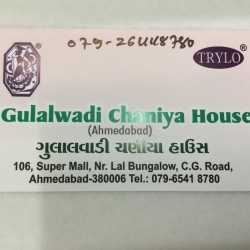 079-26448780
TRYLO®
Gulalwadi Chaniya House
(Ahmedabad)
ગુલાલવાડી ચણીયા હાઉસ
106, Super Mall, Nr. Lal Bungalow, C.G. Road,
Ahmedabad-380006 Tel.: 079-6541 8780